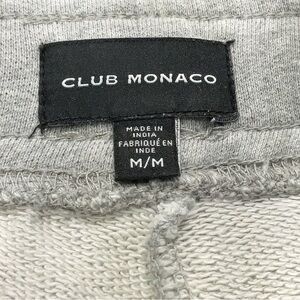 CLUB MONACO
MADE IN
INDIA
FABRIQUÉ EN
INDE
M/M